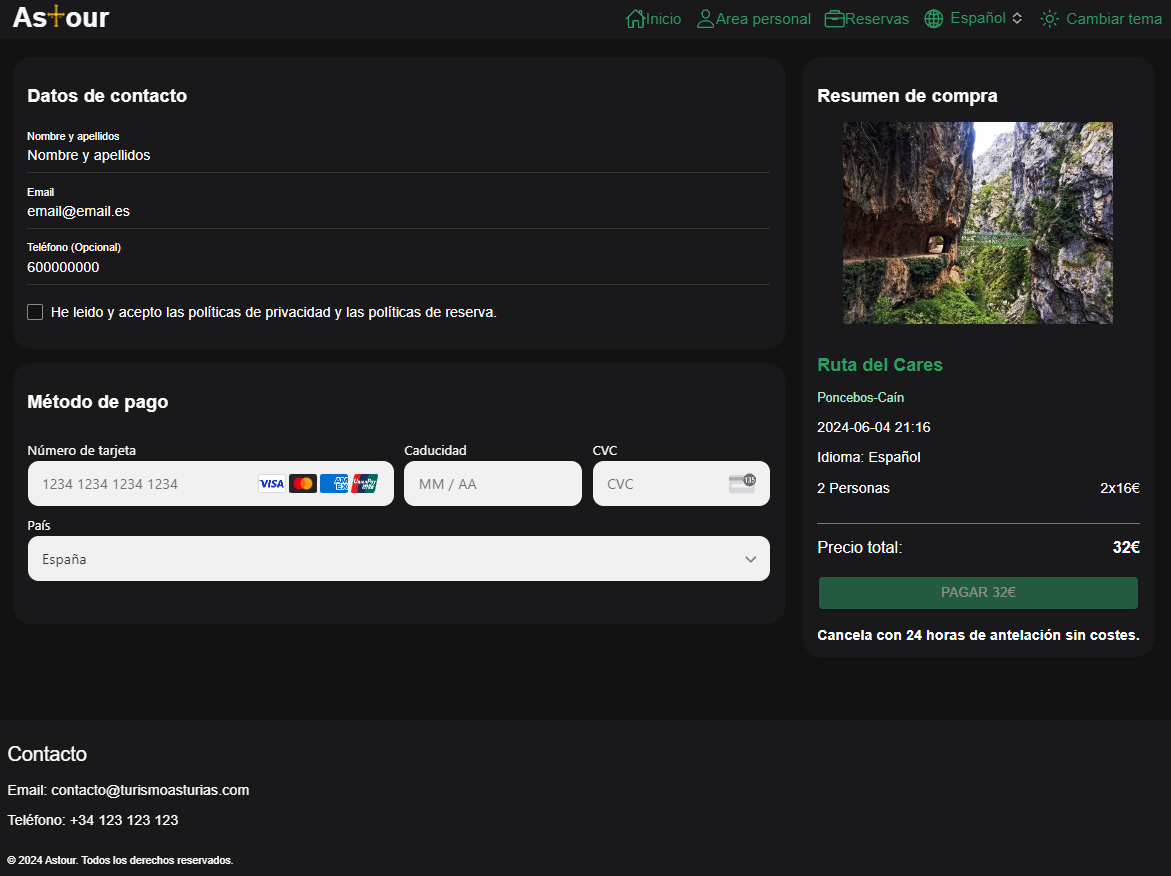 Astour
Inicio
Area personal
Reservas
Español
Cambiar tema
Datos de contacto
Nombre y apellidos
Nombre y apellidos
Email
email@email.es
Teléfono (Opcional)
600000000
He leido y acepto las políticas de privacidad y las políticas de reserva.
Método de pago
Número de tarjeta
1234 1234 1234 1234
VISA
AM
EX
UnionPay
Caducidad
MM / AA
CVC
CVC
135
País
España
Resumen de compra
Ruta del Cares
Poncebos-Caín
2024-06-04 21:16
Idioma: Español
2 Personas 2x16€
Precio total: 32€
PAGAR 32€
Cancela con 24 horas de antelación sin costes.
Contacto
Email: contacto@turismoasturias.com
Teléfono: +34 123 123 123
© 2024 Astour. Todos los derechos reservados.